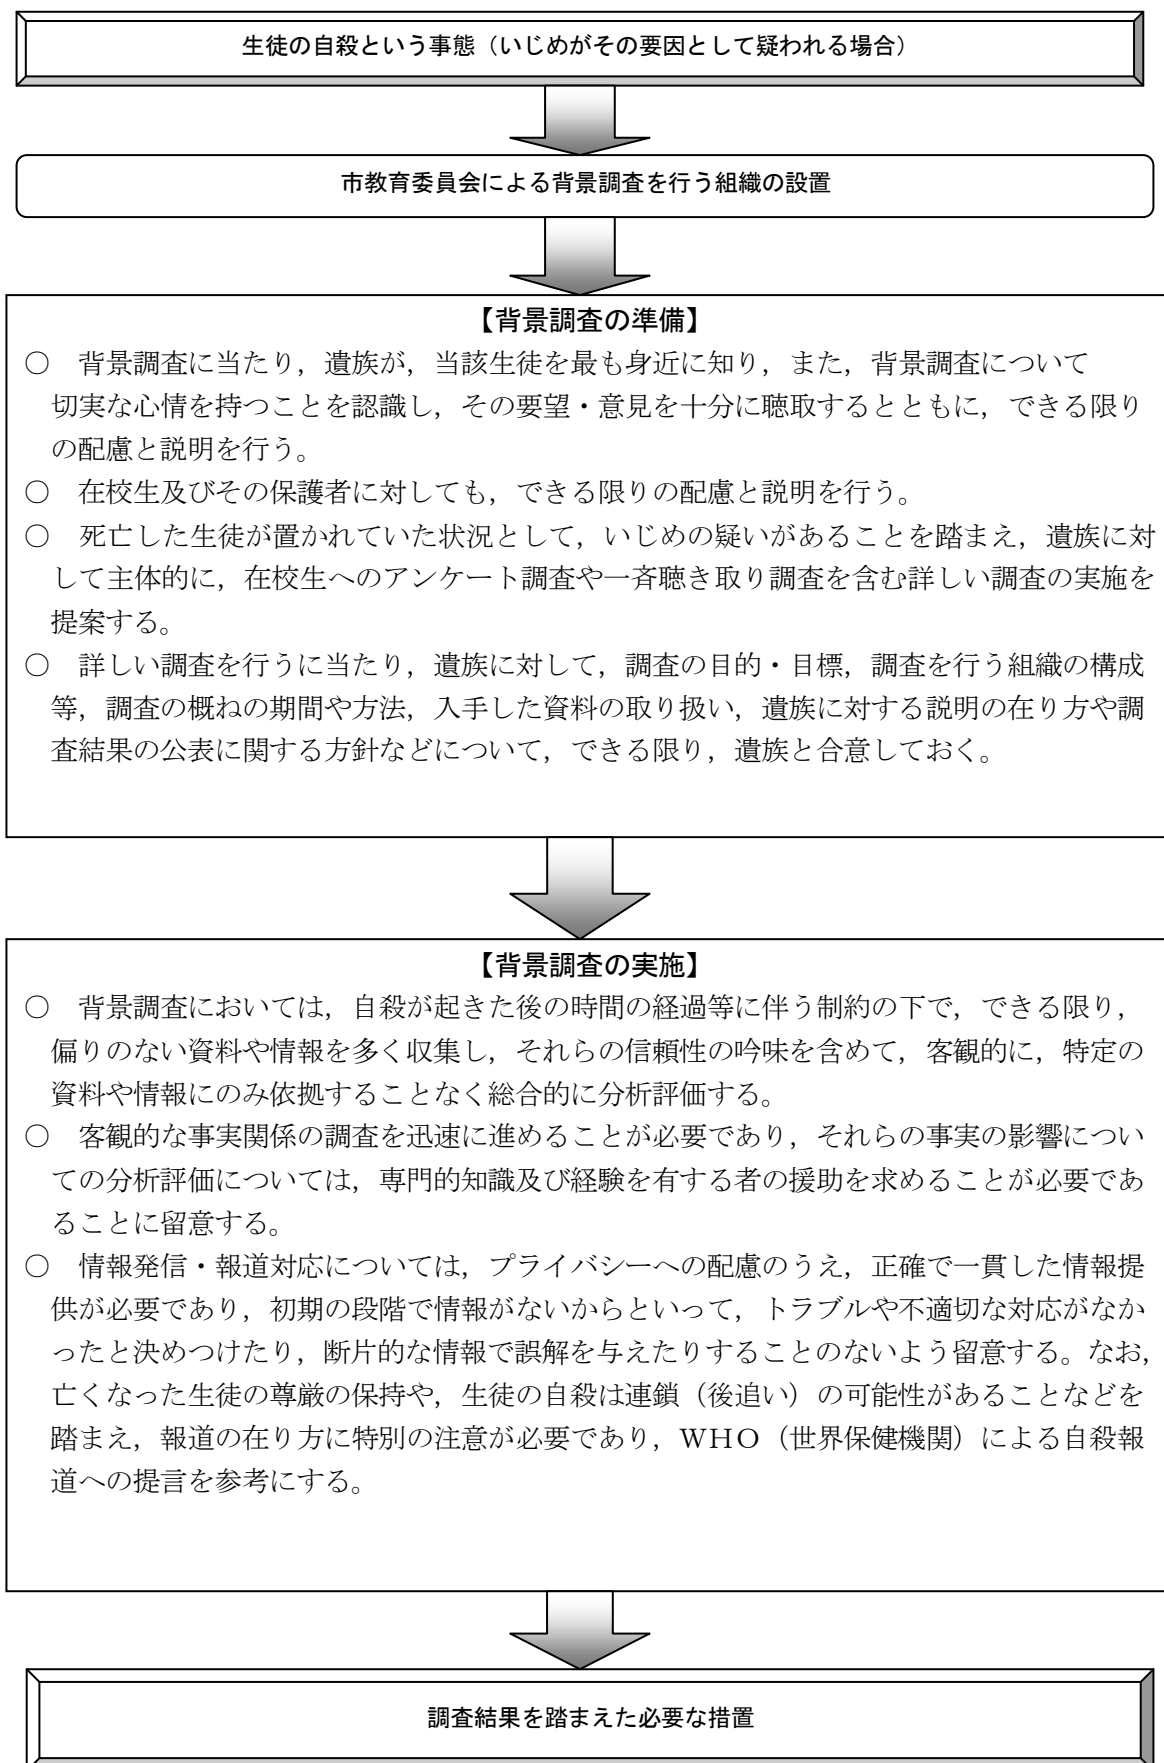 生徒の自殺という事態（いじめがその要因として疑われる場合）
市教育委員会による背景調査を行う組織の設置
【背景調査の準備】
○　背景調査に当たり，遺族が，当該生徒を最も身近に知り，また，背景調査について
切実な心情を持つことを認識し，その要望・意見を十分に聴取するとともに，できる限り
の配慮と説明を行う。
○　在校生及びその保護者に対しても，できる限りの配慮と説明を行う。
○　死亡した生徒が置かれていた状況として，いじめの疑いがあることを踏まえ，遺族に対
して主体的に，在校生へのアンケート調査や一斉聴き取り調査を含む詳しい調査の実施を
提案する。
○　詳しい調査を行うに当たり，遺族に対して，調査の目的・目標，調査を行う組織の構成
等，調査の概ねの期間や方法，入手した資料の取り扱い，遺族に対する説明の在り方や調
査結果の公表に関する方針などについて，できる限り，遺族と合意しておく。
【背景調査の実施】
○　背景調査においては，自殺が起きた後の時間の経過等に伴う制約の下で，できる限り，
偏りのない資料や情報を多く収集し，それらの信頼性の吟味を含めて，客観的に，特定の
資料や情報にのみ依拠することなく総合的に分析評価する。
○　客観的な事実関係の調査を迅速に進めることが必要であり，それらの事実の影響につい
ての分析評価については，専門的知識及び経験を有する者の援助を求めることが必要であ
ることに留意する。
○　情報発信・報道対応については，プライバシーへの配慮のうえ，正確で一貫した情報提
供が必要であり，初期の段階で情報がないからといって，トラブルや不適切な対応がなか
ったと決めつけたり，断片的な情報で誤解を与えたりすることのないよう留意する。なお，
亡くなった生徒の尊厳の保持や，生徒の自殺は連鎖（後追い）の可能性があることなどを
踏まえ，報道の在り方に特別の注意が必要であり，ＷＨＯ（世界保健機関）による自殺報
道への提言を参考にする。
調査結果を踏まえた必要な措置